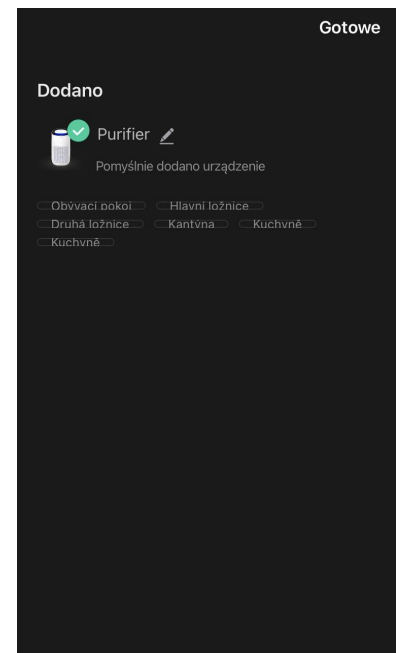 Gotowe
Dodano
Purifier
Pomyślnie dodano urządzenie
Obývací pokoj Hlavní ložnice
Druhá ložnice Kantýna Kuchyně
Kuchyně